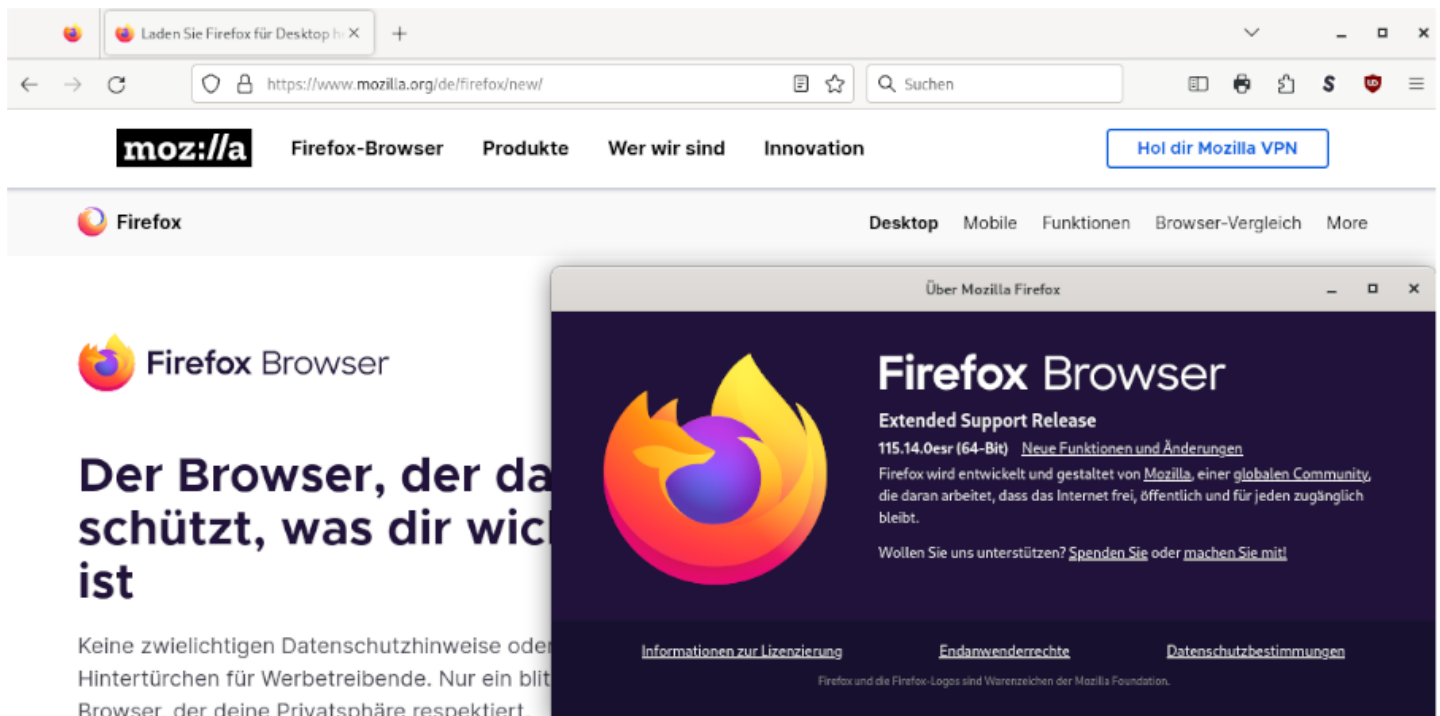 Laden Sie Firefox für Desktop h
https://www.mozilla.org/de/firefox/new/
Suchen
moz://a
Firefox-Browser Produkte Wer wir sind Innovation
Hol dir Mozilla VPN
Firefox
Desktop Mobile Funktionen Browser-Vergleich More
Firefox Browser
Der Browser, der da
schützt, was dir wic
ist
Keine zwielichtigen Datenschutzhinweise oder
Hintertürchen für Werbetreibende. Nur ein blit
Browser, der deine Privatsphäre respektiert.
Über Mozilla Firefox
Firefox Browser
Extended Support Release
115.14.0esr (64-Bit) Neue Funktionen und Änderungen
Firefox wird entwickelt und gestaltet von Mozilla, einer globalen Community,
die daran arbeitet, dass das Internet frei, öffentlich und für jeden zugänglich
bleibt.
Wollen Sie uns unterstützen? Spenden Sie oder machen Sie mit!
Informationen zur Lizenzierung Endanwenderrechte Datenschutzbestimmungen
Firefox und die Firefox-Logos sind Warenzeichen der Mozilla Foundation.